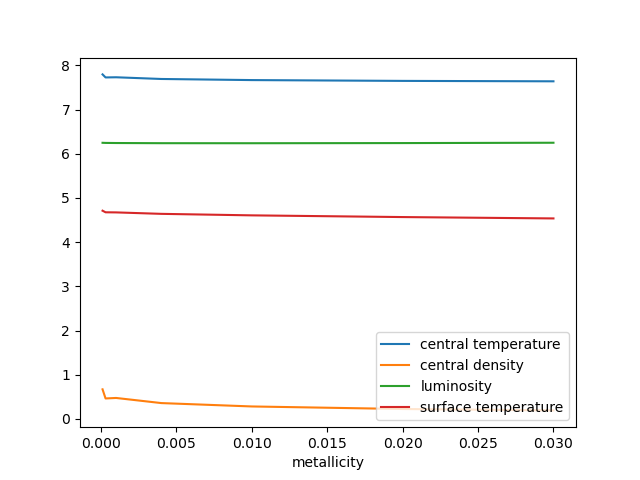 8
7
6
5
4
3
2
1
0
central temperature
central density
luminosity
surface temperature
0.000 0.005 0.010 0.015 0.020 0.025 0.030
metallicity